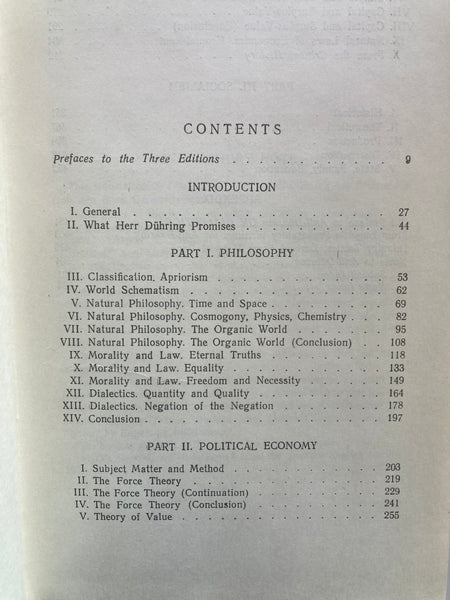 CONTENTS
Prefaces to the Three Editions . . . . . . . . . . . . 9
INTRODUCTION
I. General . . . . . . . . . . . . . . . . . . 27
II. What Herr Dühring Promises . . . . . . . . . . . 44
PART I. PHILOSOPHY
III. Classification. Apriorism . . . . . . . . . . . . . 53
IV. World Schematism . . . . . . . . . . . . . . . 62
V. Natural Philosophy. Time and Space . . . . . . . . . 69
VI. Natural Philosophy. Cosmogony, Physics, Chemistry . . . 82
VII. Natural Philosophy. The Organic World . . . . . . . . 95
VIII. Natural Philosophy. The Organic World (Conclusion) . . . 108
IX. Morality and Law. Eternal Truths . . . . . . . . . . 118
X. Morality and Law. Equality . . . . . . . . . . . . 133
XI. Morality and Law. Freedom and Necessity . . . . . . . 149
XII. Dialectics. Quantity and Quality . . . . . . . . . . 164
XIII. Dialectics. Negation of the Negation . . . . . . . . . 178
XIV. Conclusion . . . . . . . . . . . . . . . . . . 197
PART II. POLITICAL ECONOMY
I. Subject Matter and Method . . . . . . . . . . . . 203
II. The Force Theory . . . . . . . . . . . . . . . 219
III. The Force Theory (Continuation) . . . . . . . . . . 229
IV. The Force Theory (Conclusion) . . . . . . . . . . . 241
V. Theory of Value . . . . . . . . . . . . . . . . 255